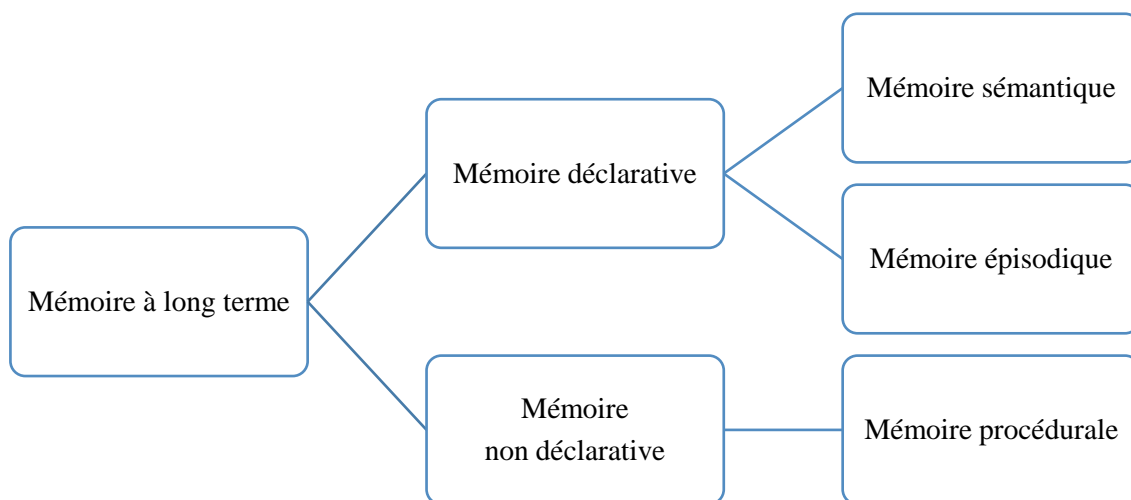 Mémoire à long terme
Mémoire déclarative
Mémoire sémantique
Mémoire épisodique
Mémoire
non déclarative
Mémoire procédurale